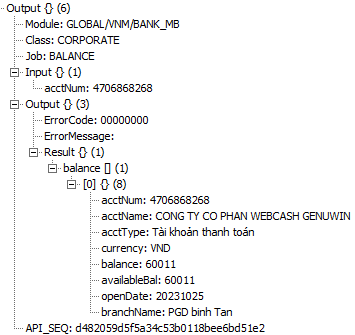 Output {} (6)
Module: GLOBAL/VNM/BANK_MB
Class: CORPORATE
Job: BALANCE
Input {} (1)
acctNum: 4706868268
Output {} (3)
ErrorCode: 00000000
ErrorMessage:
Result {} (1)
balance [] (1)
[0] {} (8)
acctNum: 4706868268
acctName: CONG TY CO PHAN WEBCASH GENUWIN
acctType: Tài khoản thanh toán
currency: VND
balance: 60011
availableBal: 60011
openDate: 20231025
branchName: PGD binh Tan
API_SEQ: d482059d5f5a34c53b0118bee6bd51e2